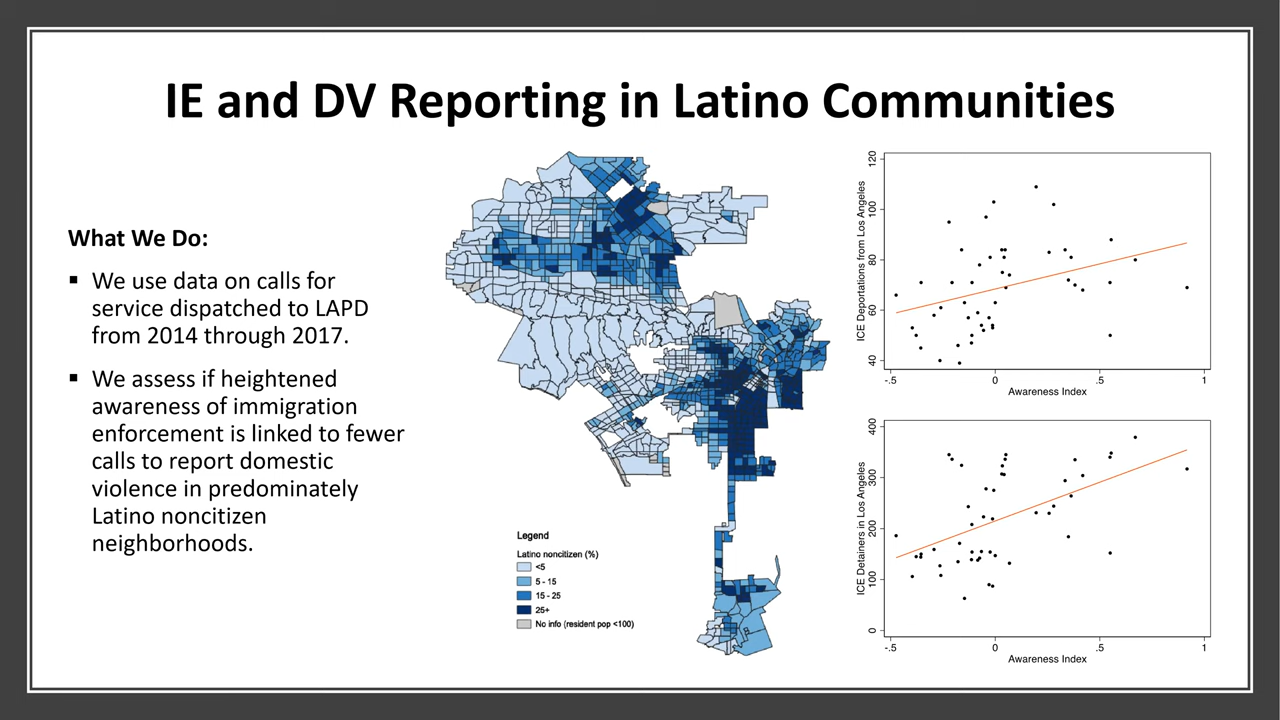 IE and DV Reporting in Latino Communities
What We Do:
▪ We use data on calls for
service dispatched to LAPD
from 2014 through 2017.
▪ We assess if heightened
awareness of immigration
enforcement is linked to fewer
calls to report domestic
violence in predominately
Latino noncitizen
neighborhoods.
Legend
Latino noncitizen (%)
<5
5 - 15
15 - 25
25+
No info (resident pop <100)
ICE Deportations from Los Angeles
120
100
80
60
40
-.5 0 .5 1
Awareness Index
ICE Detainers in Los Angeles
400
300
200
100
0
-.5 0 .5 1
Awareness Index